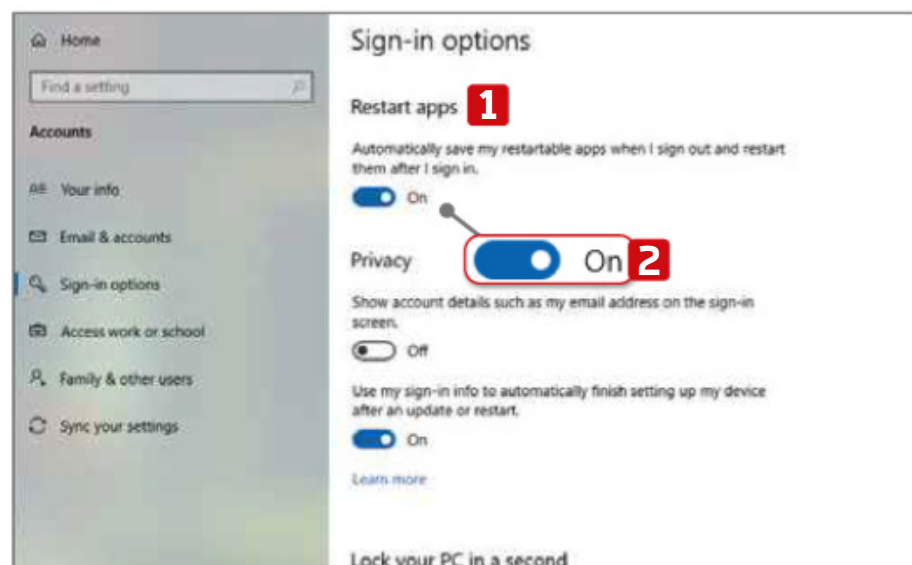 Home
Find a setting
Accounts
Your info
Email & accounts
Sign-in options
Access work or school
Family & other users
Sync your settings
Sign-in options
Restart apps 1
Automatically save my restartable apps when I sign out and restart
them after I sign in.
On
On 2
Privacy
Show account details such as my email address on the sign-in
screen.
Off
Use my sign-in info to automatically finish setting up my device
after an update or restart.
On
Learn more
Lock your PC in a second